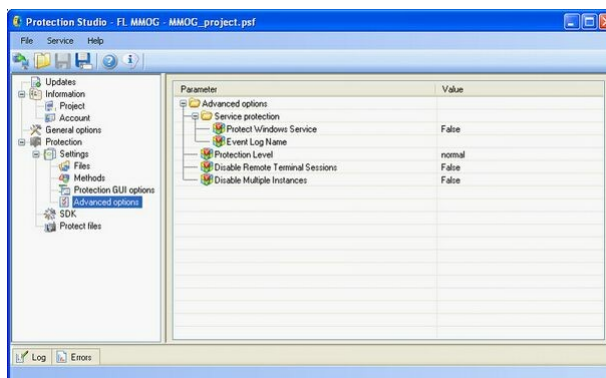 Protection Studio - FL MMOG - MMOG_project.psf
File Service Help
Updates
Information
Project
Account
General options
Protection
Settings
Files
Methods
Protection GUI options
Advanced options
SDK
Protect files
Parameter Value
Advanced options
Service protection
Protect Windows Service False
Event Log Name
Protection Level normal
Disable Remote Terminal Sessions False
Disable Multiple Instances False
Log Errors